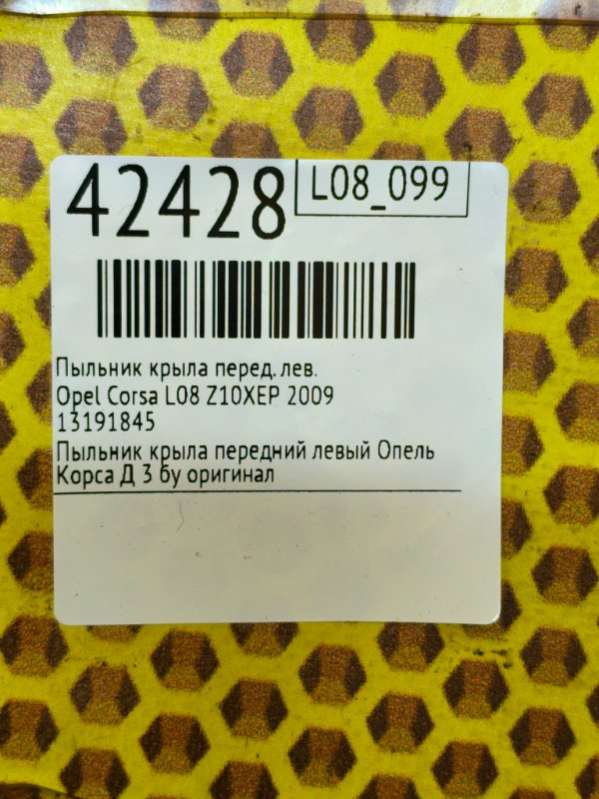 42428
L08_099
Пыльник крыла перед. лев.
Opel Corsa L08 Z10XEP 2009
13191845
Пыльник крыла передний левый Опель
Корса Д 3 бу оригинал